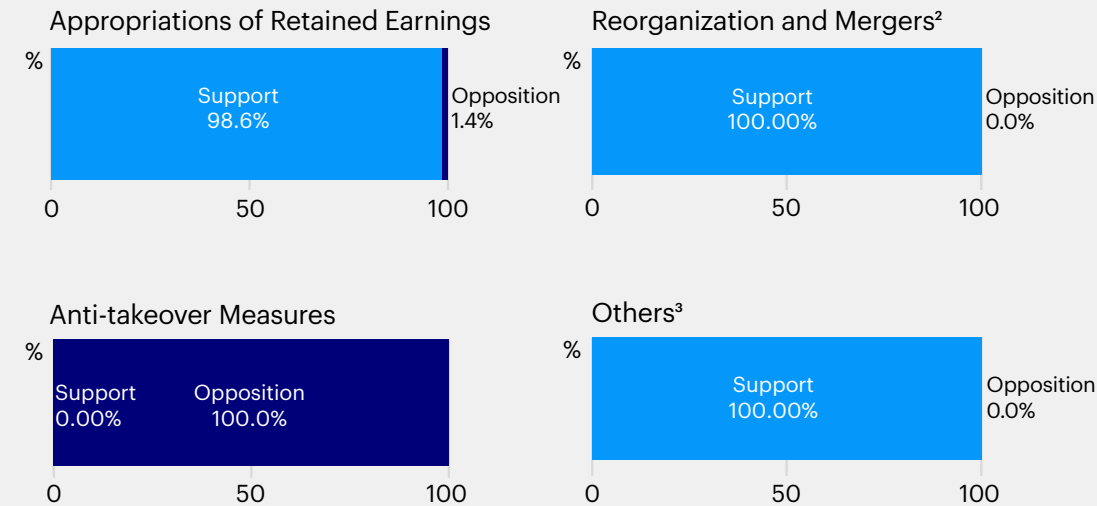 Appropriations of Retained Earnings
%
Support
98.6%
Opposition
1.4%
0 50 100
Reorganization and Mergers²
%
Support
100.00%
Opposition
0.0%
0 50 100
Anti-takeover Measures
%
Support
0.00%
Opposition
100.0%
0 50 100
Others³
%
Support
100.00%
Opposition
0.0%
0 50 100